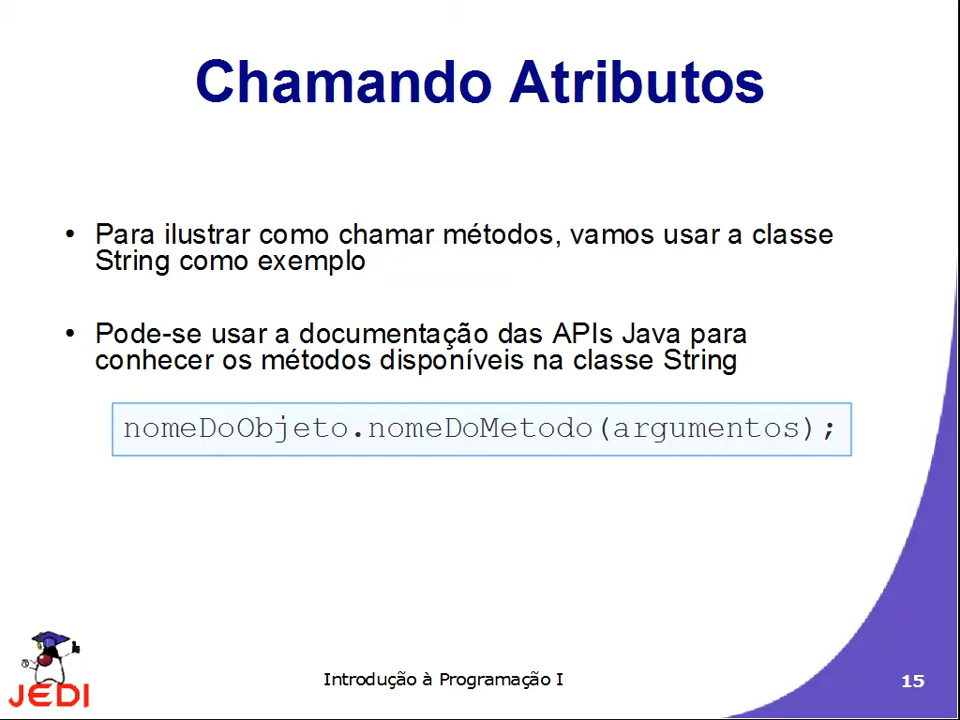 Chamando Atributos
• Para ilustrar como chamar métodos, vamos usar a classe
String como exemplo
• Pode-se usar a documentação das APIs Java para
conhecer os métodos disponíveis na classe String
nomeDoObjeto.nomeDoMetodo(argumentos);
JEDI
Introdução à Programação I
15